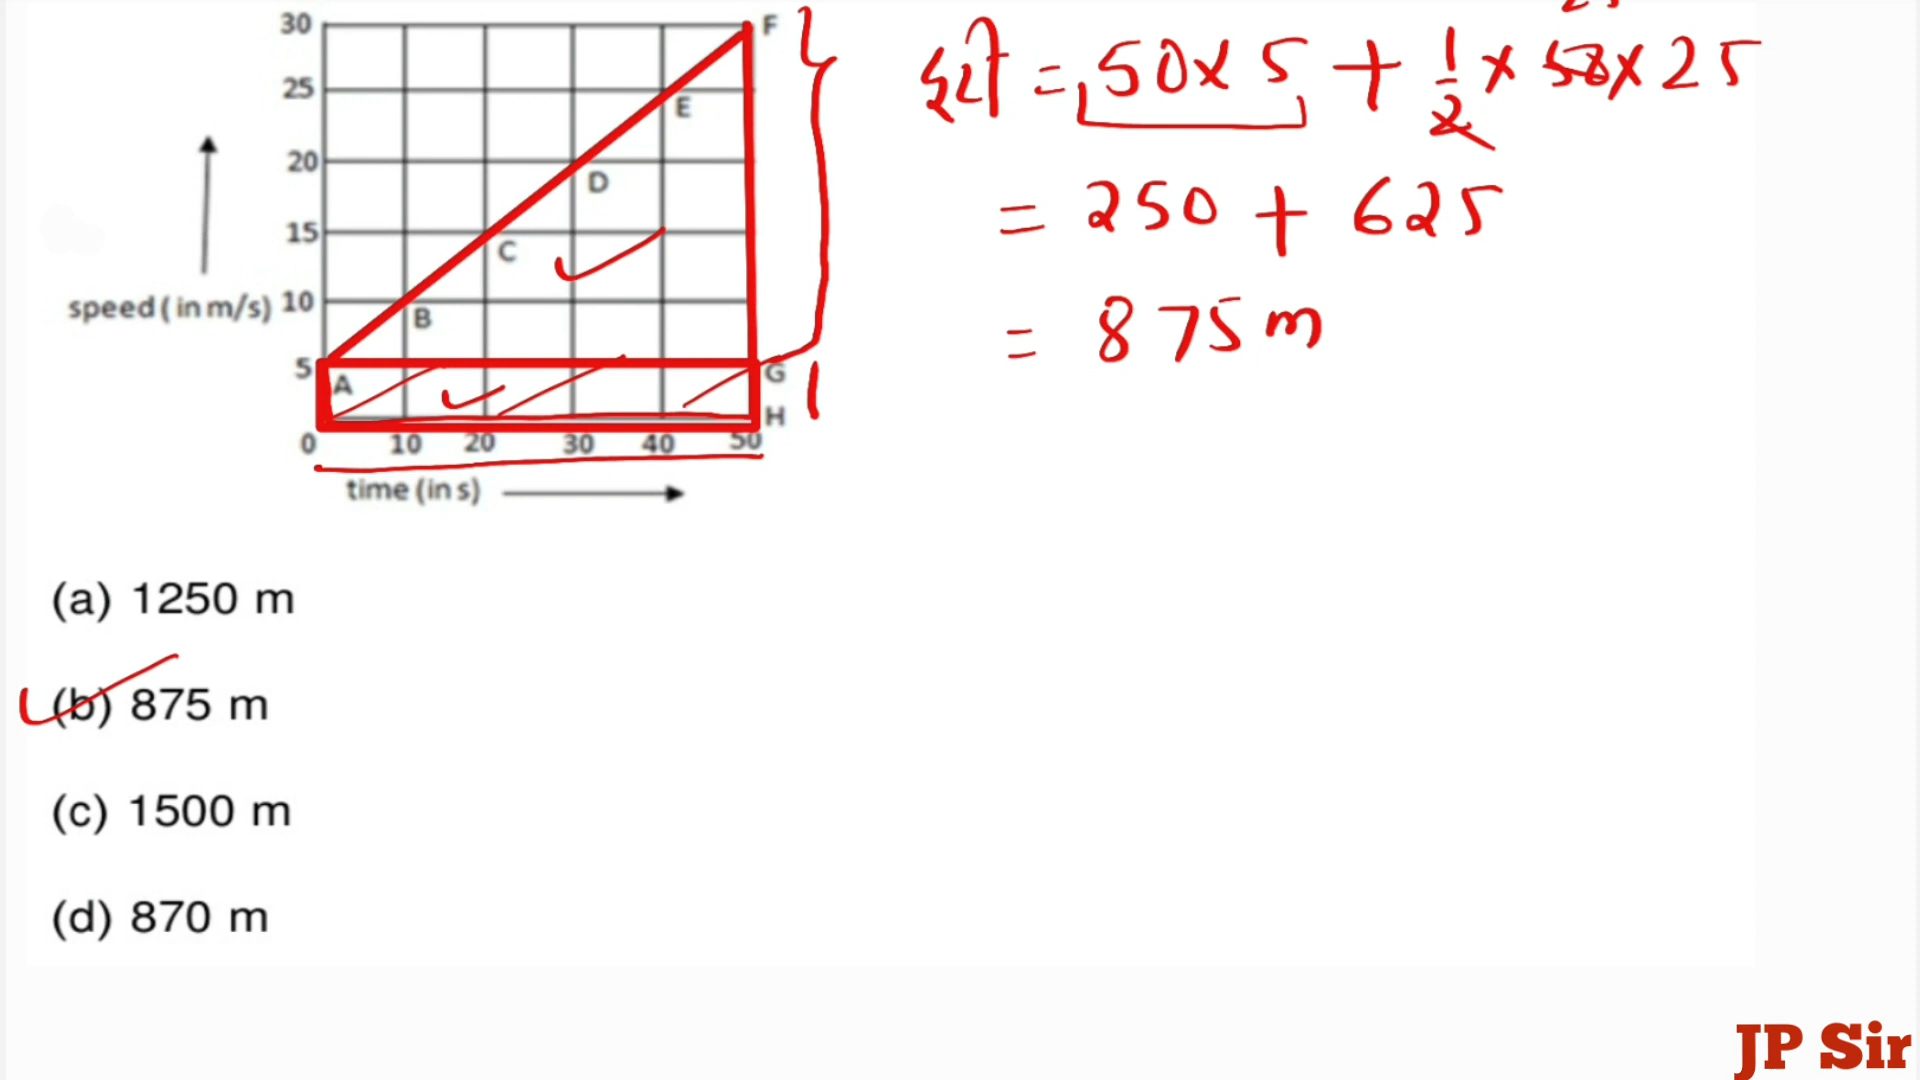 30 F
25 E
20 D
15 C
speed ( in m/s) 10 B
5 A G
H
0 10 20 30 40 50
time (in s)
दूरी = 50 x 5 + 1/2 x 50 x 25
= 250 + 625
= 875 m
(a) 1250 m
(b) 875 m
(c) 1500 m
(d) 870 m
JP Sir